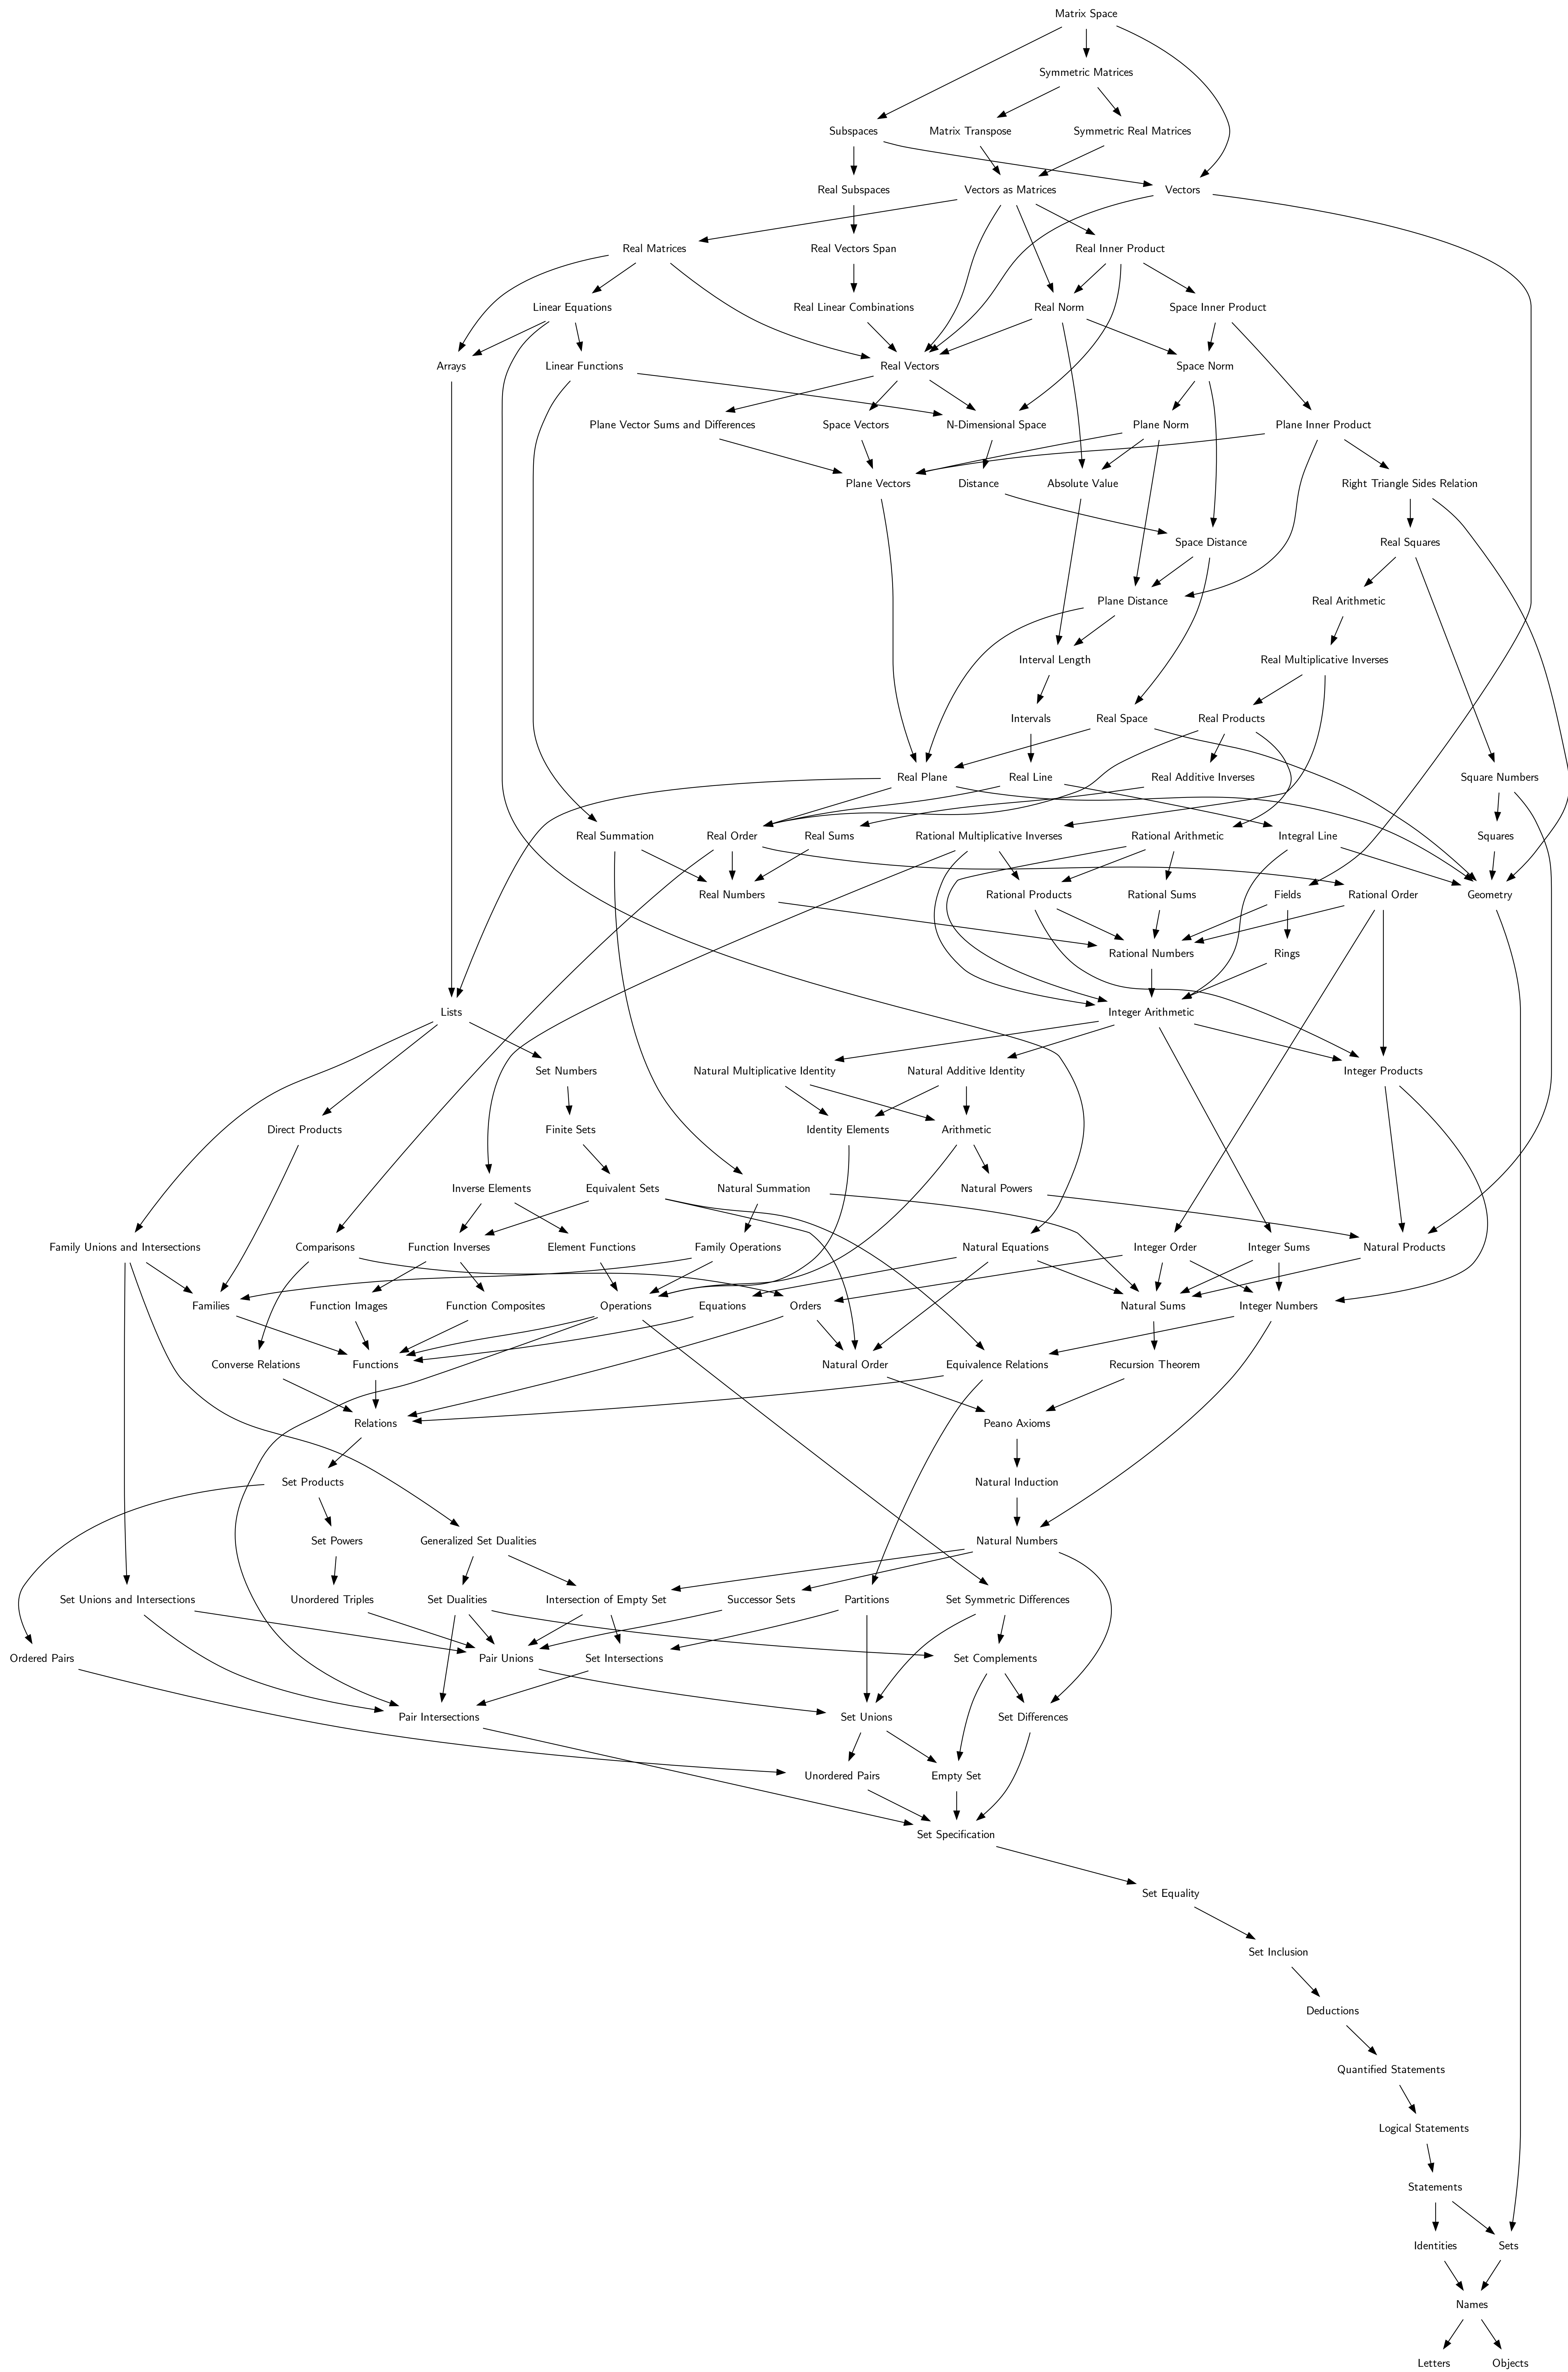 Matrix Space
Symmetric Matrices
Subspaces
Matrix Transpose
Symmetric Real Matrices
Real Subspaces
Vectors as Matrices
Vectors
Real Matrices
Real Vectors Span
Real Inner Product
Linear Equations
Real Linear Combinations
Real Norm
Space Inner Product
Arrays
Linear Functions
Real Vectors
Space Norm
Plane Vector Sums and Differences
Space Vectors
N-Dimensional Space
Plane Norm
Plane Inner Product
Plane Vectors
Distance
Absolute Value
Right Triangle Sides Relation
Space Distance
Real Squares
Plane Distance
Real Arithmetic
Interval Length
Real Multiplicative Inverses
Intervals
Real Space
Real Products
Real Plane
Real Line
Real Additive Inverses
Square Numbers
Real Summation
Real Order
Real Sums
Rational Multiplicative Inverses
Rational Arithmetic
Integral Line
Squares
Real Numbers
Rational Products
Rational Sums
Fields
Rational Order
Geometry
Rational Numbers
Rings
Lists
Integer Arithmetic
Set Numbers
Natural Multiplicative Identity
Natural Additive Identity
Integer Products
Direct Products
Finite Sets
Identity Elements
Arithmetic
Inverse Elements
Equivalent Sets
Natural Summation
Natural Powers
Family Unions and Intersections
Comparisons
Function Inverses
Element Functions
Family Operations
Natural Equations
Integer Order
Integer Sums
Natural Products
Families
Function Images
Function Composites
Operations
Equations
Orders
Natural Sums
Integer Numbers
Converse Relations
Functions
Natural Order
Equivalence Relations
Recursion Theorem
Relations
Peano Axioms
Set Products
Natural Induction
Set Powers
Generalized Set Dualities
Natural Numbers
Set Unions and Intersections
Unordered Triples
Set Dualities
Intersection of Empty Set
Successor Sets
Partitions
Set Symmetric Differences
Ordered Pairs
Pair Unions
Set Intersections
Set Complements
Pair Intersections
Set Unions
Set Differences
Unordered Pairs
Empty Set
Set Specification
Set Equality
Set Inclusion
Deductions
Quantified Statements
Logical Statements
Statements
Identities
Sets
Names
Letters
Objects